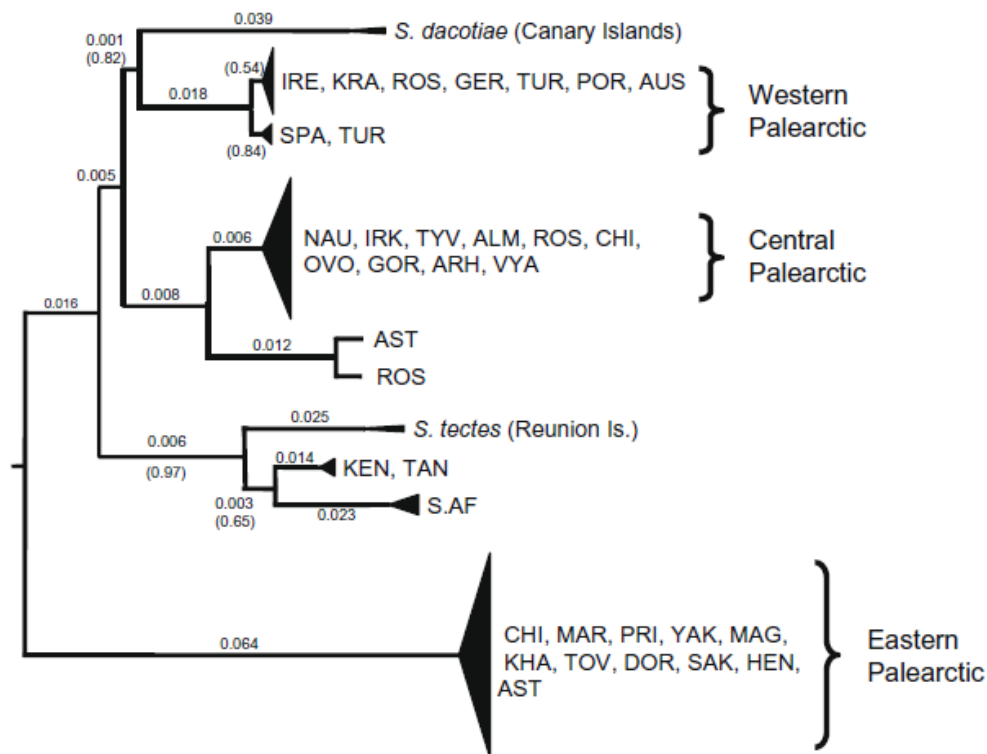 0.039
S. dacotiae (Canary Islands)
0.001
(0.82)
(0.54)
IRE, KRA, ROS, GER, TUR, POR, AUS
0.018
Western
Palearctic
SPA, TUR
(0.84)
0.005
0.006
NAU, IRK, TYV, ALM, ROS, CHI,
OVO, GOR, ARH, VYA
Central
Palearctic
0.008
0.016
0.012
AST
ROS
0.025
S. tectes (Reunion Is.)
0.006
(0.97)
0.014
KEN, TAN
0.003
(0.65)
0.023
S.AF
0.064
CHI, MAR, PRI, YAK, MAG,
KHA, TOV, DOR, SAK, HEN,
AST
Eastern
Palearctic